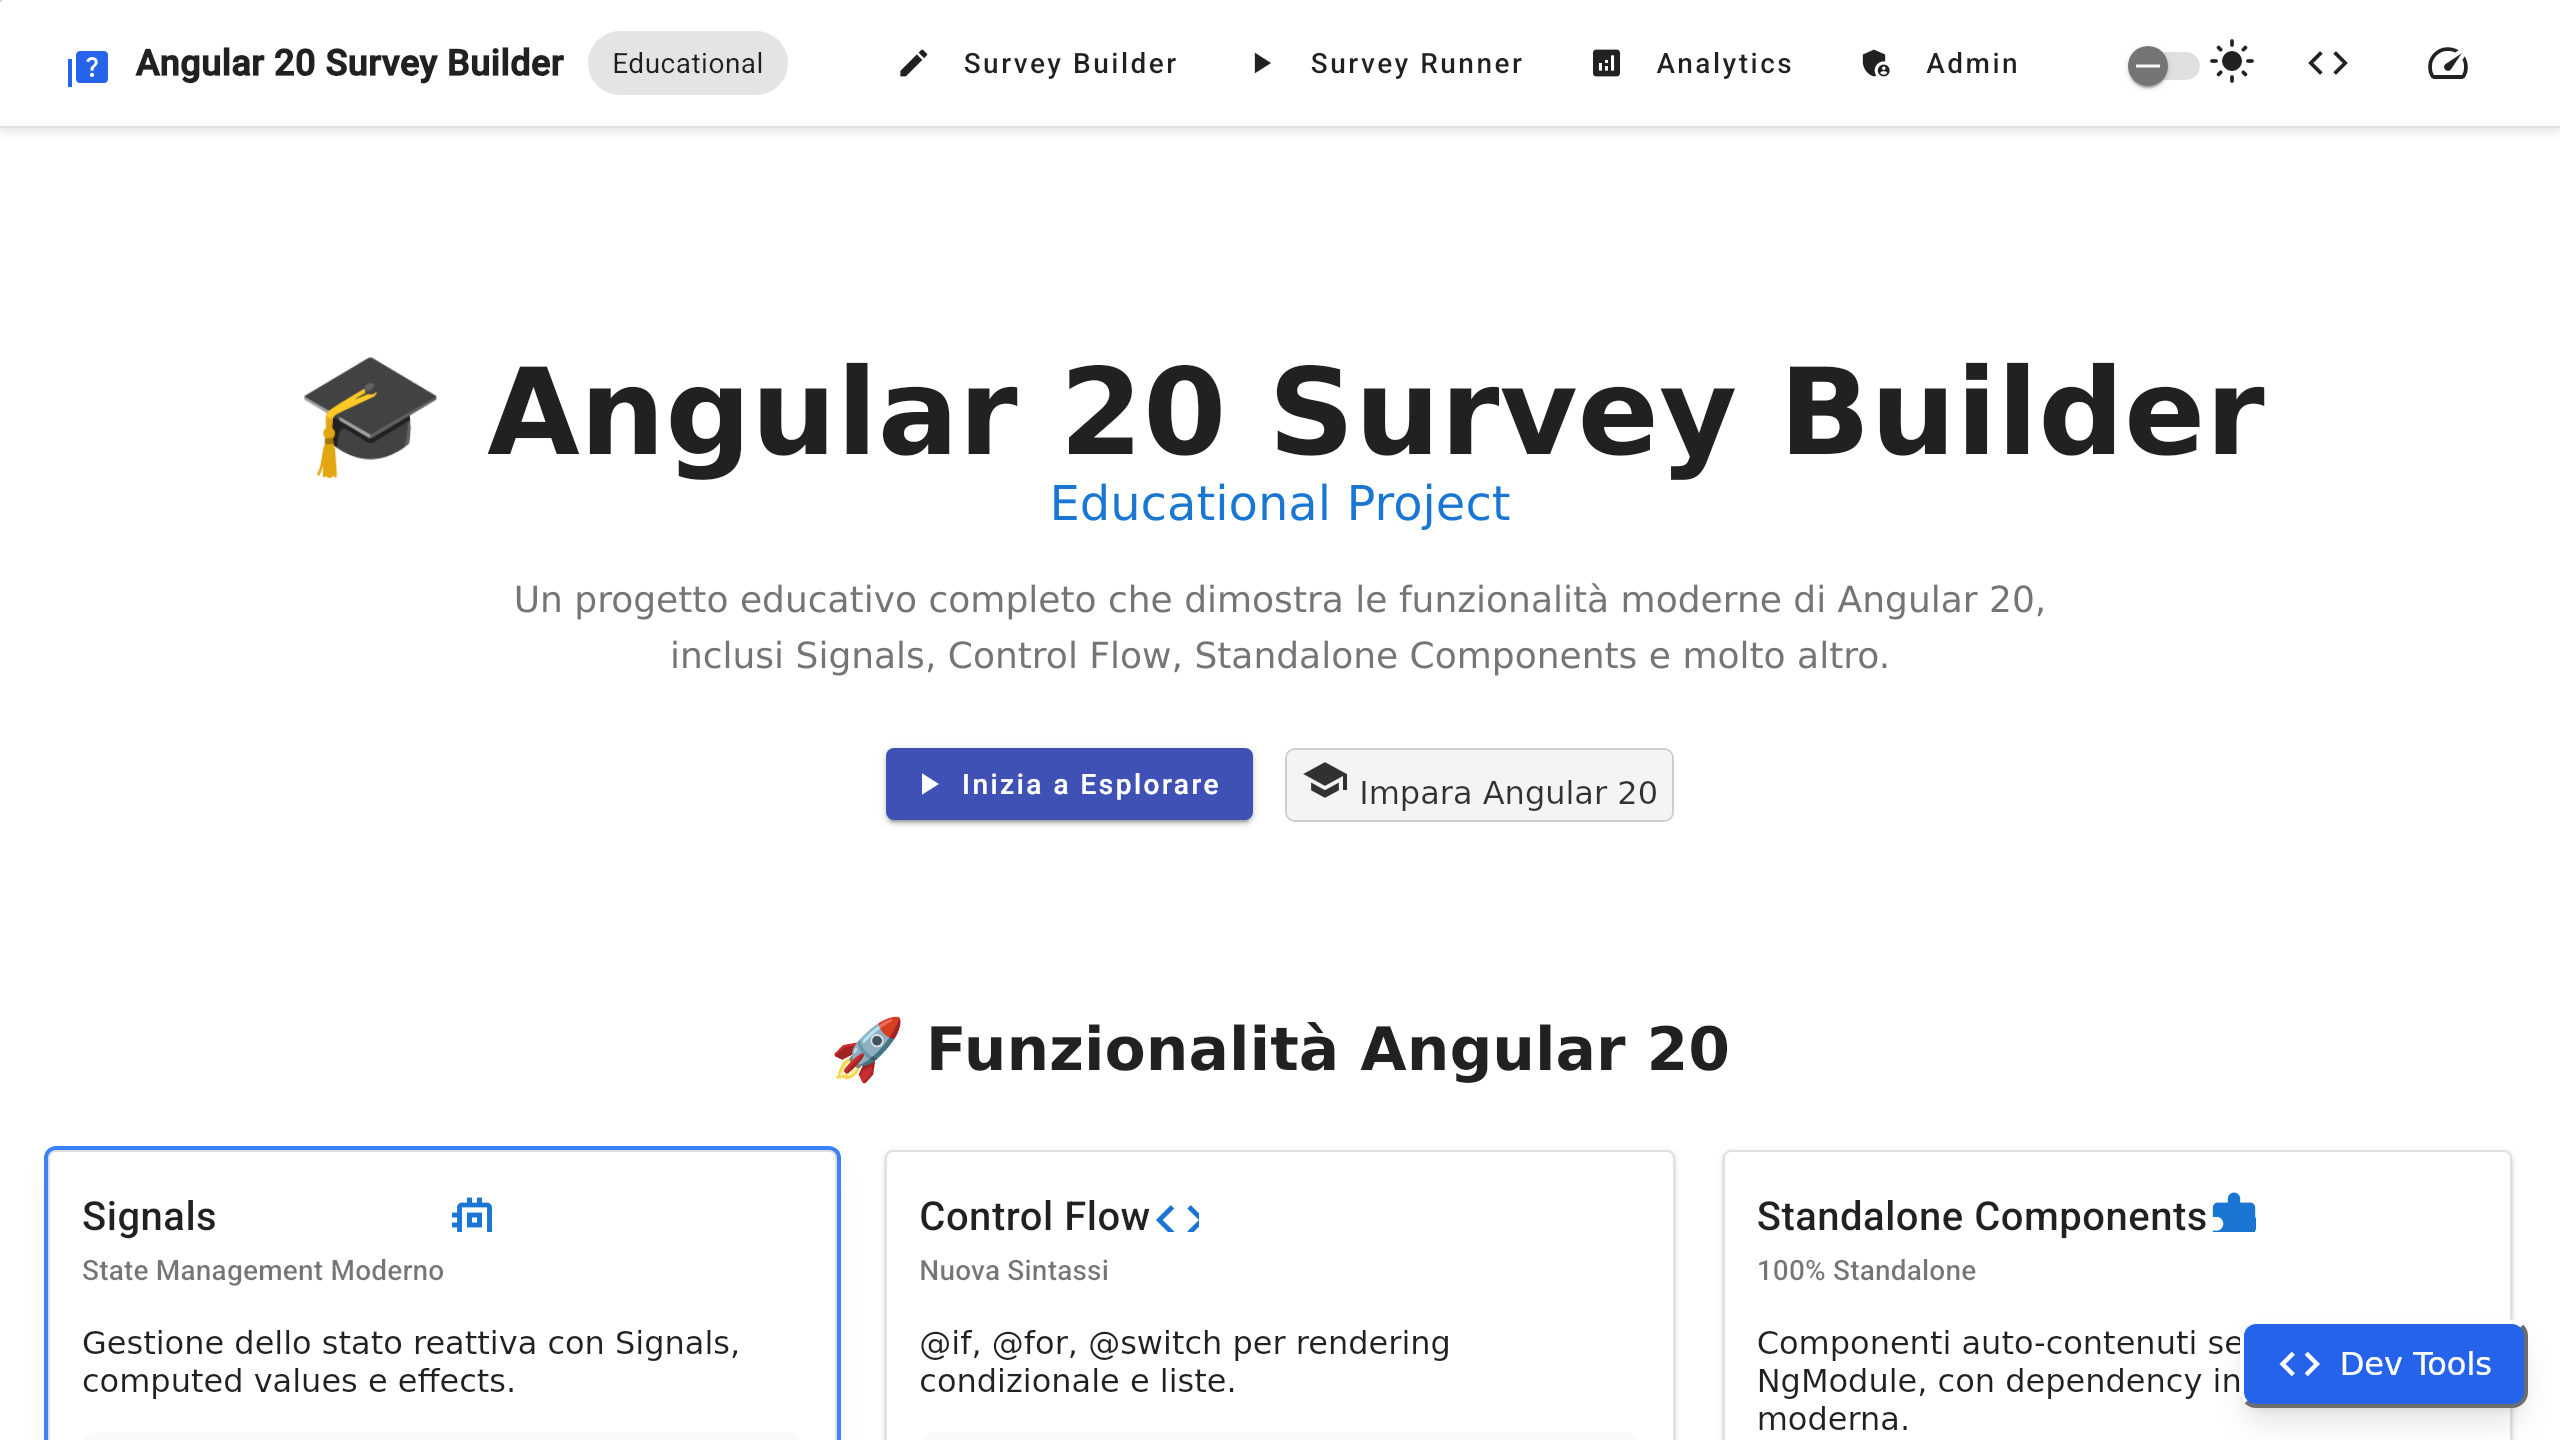 Angular 20 Survey Builder
Educational
Survey Builder
Survey Runner
Analytics
Admin
Angular 20 Survey Builder
Educational Project
Un progetto educativo completo che dimostra le funzionalità moderne di Angular 20,
inclusi Signals, Control Flow, Standalone Components e molto altro.
Inizia a Esplorare
Impara Angular 20
Funzionalità Angular 20
Signals
State Management Moderno
Gestione dello stato reattiva con Signals,
computed values e effects.
Control Flow
Nuova Sintassi
@if, @for, @switch per rendering
condizionale e liste.
Standalone Components
100% Standalone
Componenti auto-contenuti
NgModule, con dependency
moderna.
Dev Tools